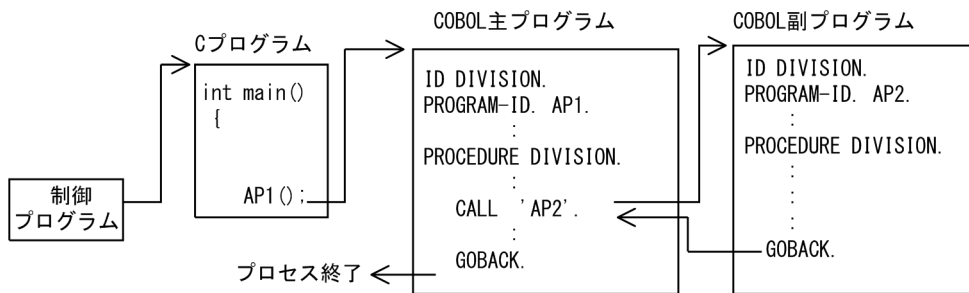 制御
プログラム
Cプログラム
int main()
{
AP1();
COBOL主プログラム
ID DIVISION.
PROGRAM-ID. AP1.
:
PROCEDURE DIVISION.
:
CALL 'AP2'.
:
GOBACK.
プロセス終了
COBOL副プログラム
ID DIVISION.
PROGRAM-ID. AP2.
:
PROCEDURE DIVISION.
:
:
:
GOBACK.